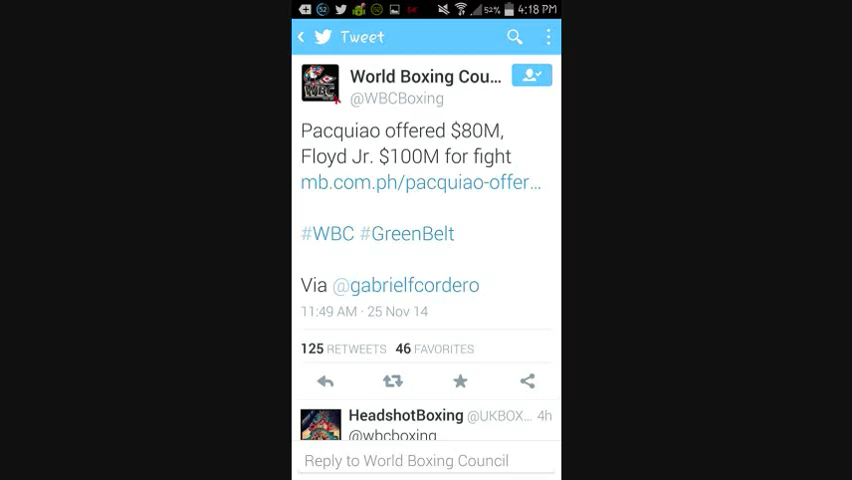 52% 4:18 PM
Tweet
World Boxing Cou...
@WBCBoxing
Pacquiao offered $80M,
Floyd Jr. $100M for fight
mb.com.ph/pacquiao-offer...
#WBC #GreenBelt
Via @gabrielfcordero
11:49 AM · 25 Nov 14
125 RETWEETS 46 FAVORITES
HeadshotBoxing @UKBOX... 4h
@wbcboxing
Reply to World Boxing Council